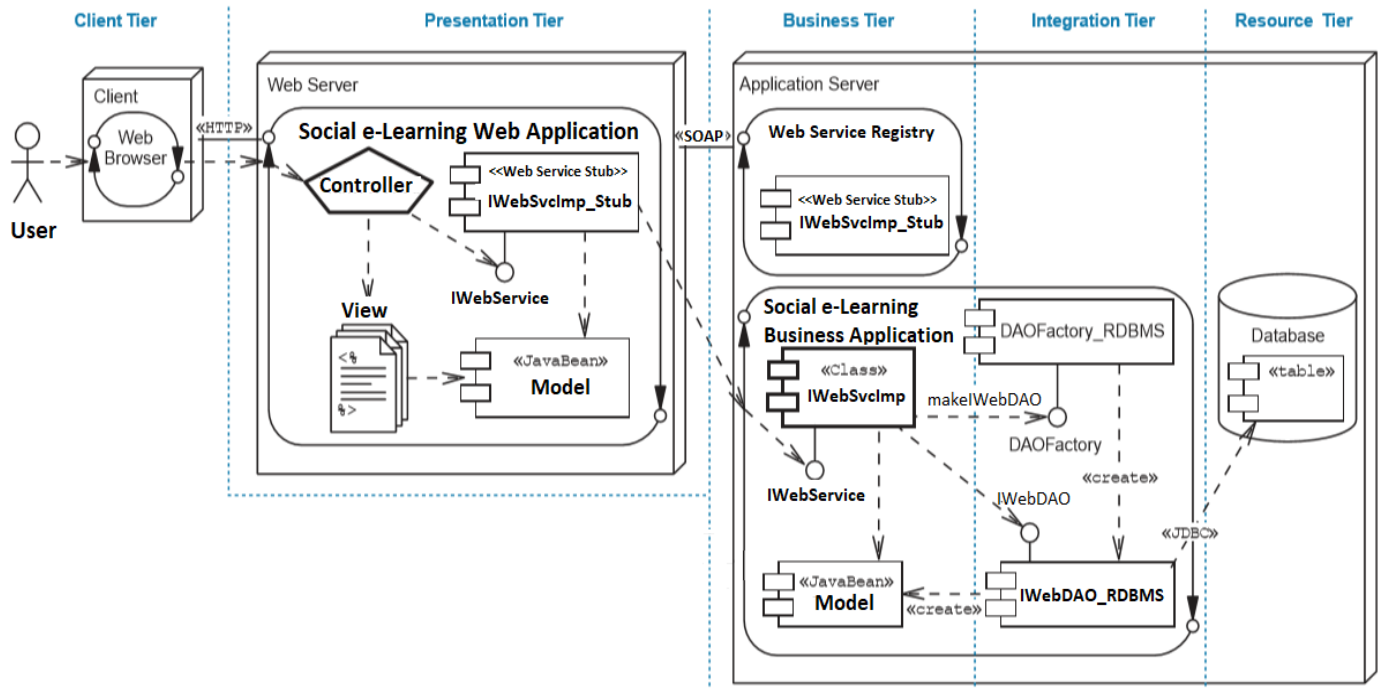 Client Tier
Presentation Tier
Business Tier
Integration Tier
Resource Tier
Client
Web
Browser
User
«HTTP»
Web Server
Social e-Learning Web Application
Controller
<<Web Service Stub>>
IWebSvcImp_Stub
IWebService
View
<%
%>
«JavaBean»
Model
«SOAP»
Application Server
Web Service Registry
<<Web Service Stub>>
IWebSvcImp_Stub
Social e-Learning
Business Application
«Class»
IWebSvcImp
IWebService
makeIWebDAO
DAOFactory_RDBMS
DAOFactory
«create»
IWebDAO
«JavaBean»
Model
«create»
IWebDAO_RDBMS
«JDBC»
Database
«table»